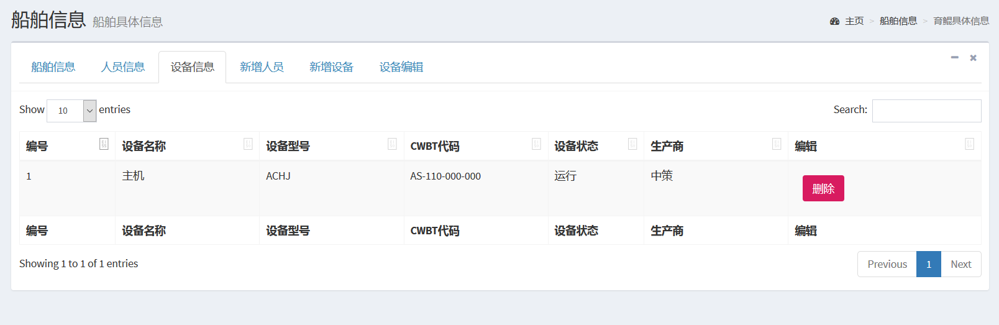 船舶信息 船舶具体信息
主页 > 船舶信息 > 育鲲具体信息
船舶信息 人员信息 设备信息 新增人员 新增设备 设备编辑
Show 10 entries Search:
编号 设备名称 设备型号 CWBT代码 设备状态 生产商 编辑
1 主机 ACHJ AS-110-000-000 运行 中策 删除
编号 设备名称 设备型号 CWBT代码 设备状态 生产商 编辑
Showing 1 to 1 of 1 entries Previous 1 Next